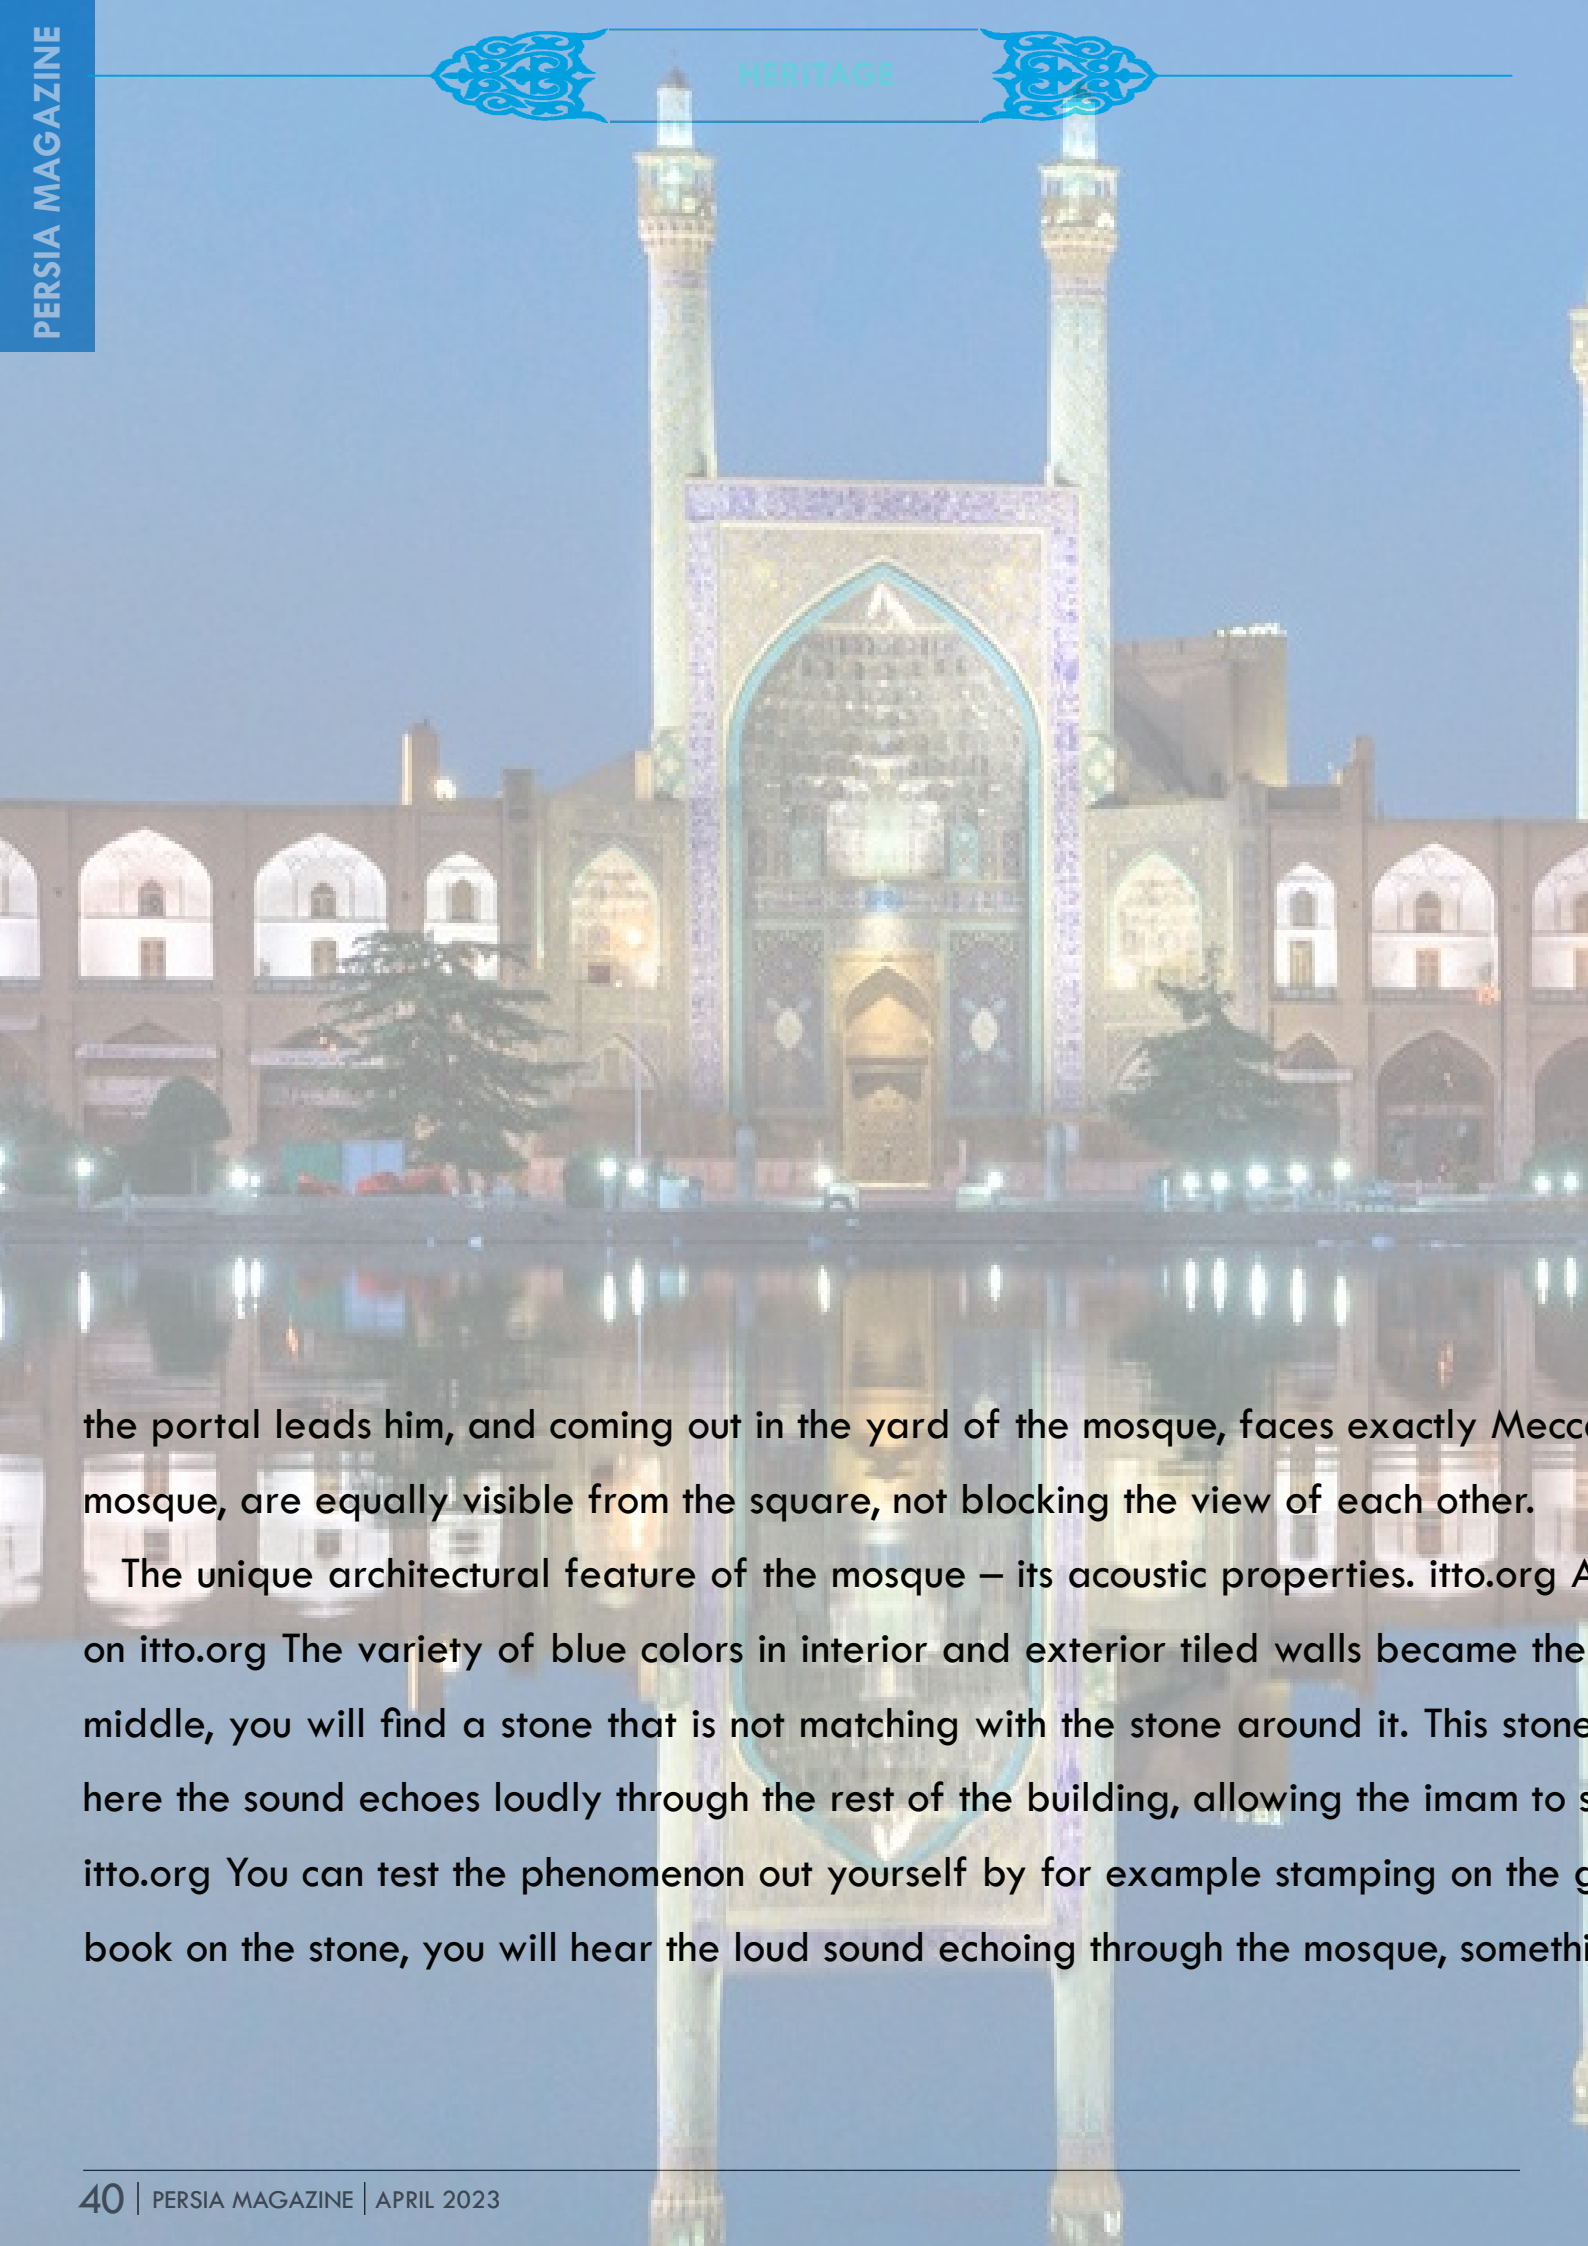 PERSIA MAGAZINE
HERITAGE
the portal leads him, and coming out in the yard of the mosque, faces exactly
mosque, are equally visible from the square, not blocking the view of each other.
The unique architectural feature of the mosque – its acoustic properties. itto.org
on itto.org The variety of blue colors in interior and exterior tiled walls became the
middle, you will find a stone that is not matching with the stone around it. This stone
here the sound echoes loudly through the rest of the building, allowing the imam to
itto.org You can test the phenomenon out yourself by for example stamping on the
book on the stone, you will hear the loud sound echoing through the mosque,
40 | PERSIA MAGAZINE | APRIL 2023